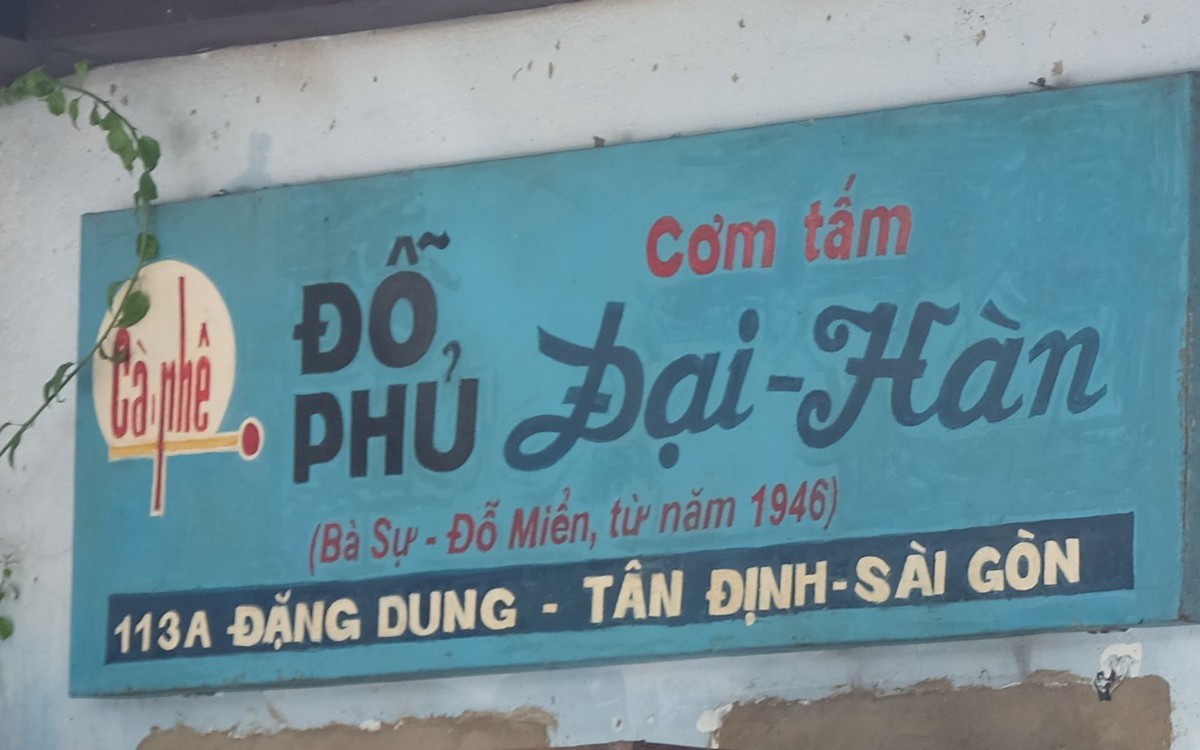 Cà phê
ĐỖ
PHỦ
Cơm tấm
Đại-Hàn
(Bà Sự - Đỗ Miển, từ năm 1946)
113A ĐẶNG DUNG - TÂN ĐỊNH-SÀI GÒN